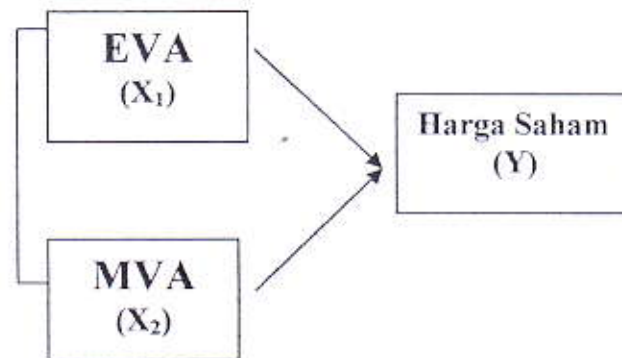 EVA
(X₁)
Harga Saham
(Y)
MVA
(X₂)